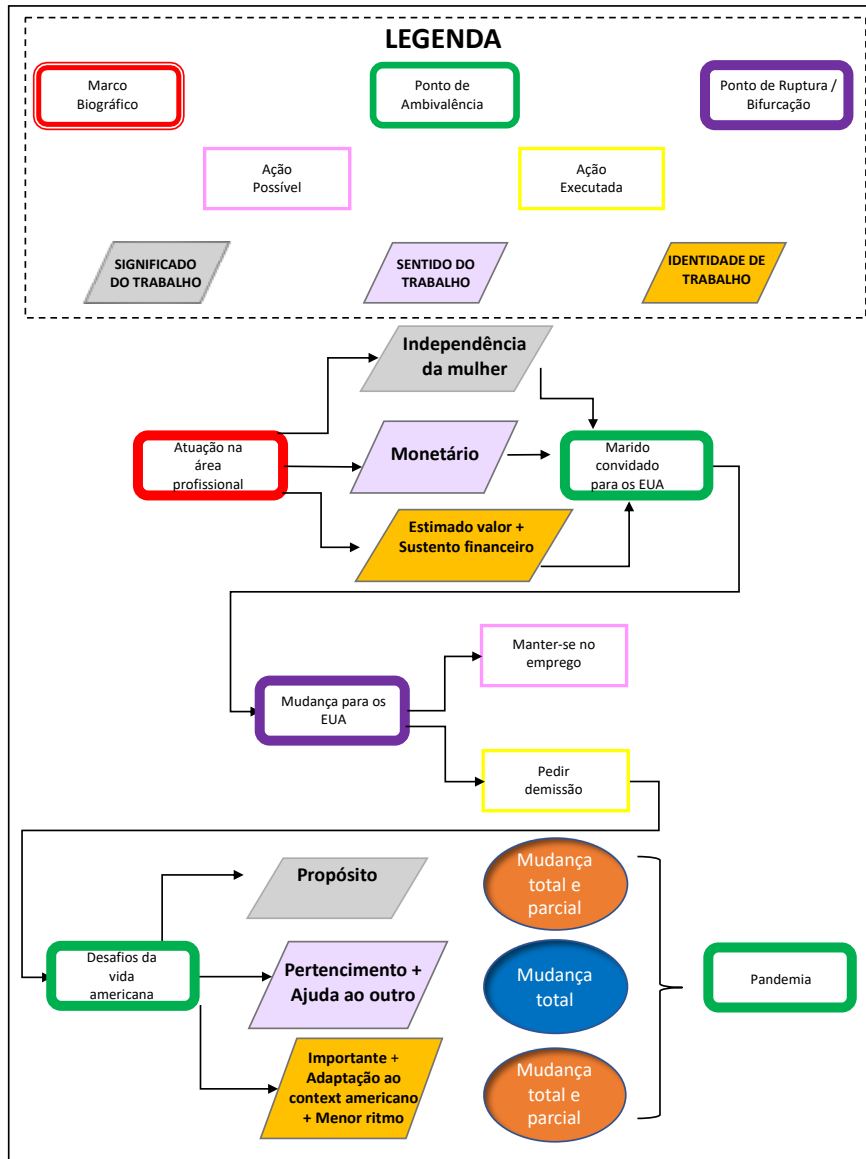 LEGENDA
Marco
Biográfico
Ponto de
Ambivalência
Ponto de Ruptura /
Bifurcação
Ação
Possível
Ação
Executada
SIGNIFICADO
DO TRABALHO
SENTIDO DO
TRABALHO
IDENTIDADE DE
TRABALHO
Independência
da mulher
Atuação na
área
profissional
Monetário
Marido
convidado
para os EUA
Estimado valor +
Sustento financeiro
Manter-se no
emprego
Mudança para os
EUA
Pedir
demissão
Propósito
Mudança
total e
parcial
Desafios da
vida
americana
Pertencimento +
Ajuda ao outro
Mudança
total
Pandemia
Importante +
Adaptação ao
context americano
+ Menor ritmo
Mudança
total e
parcial